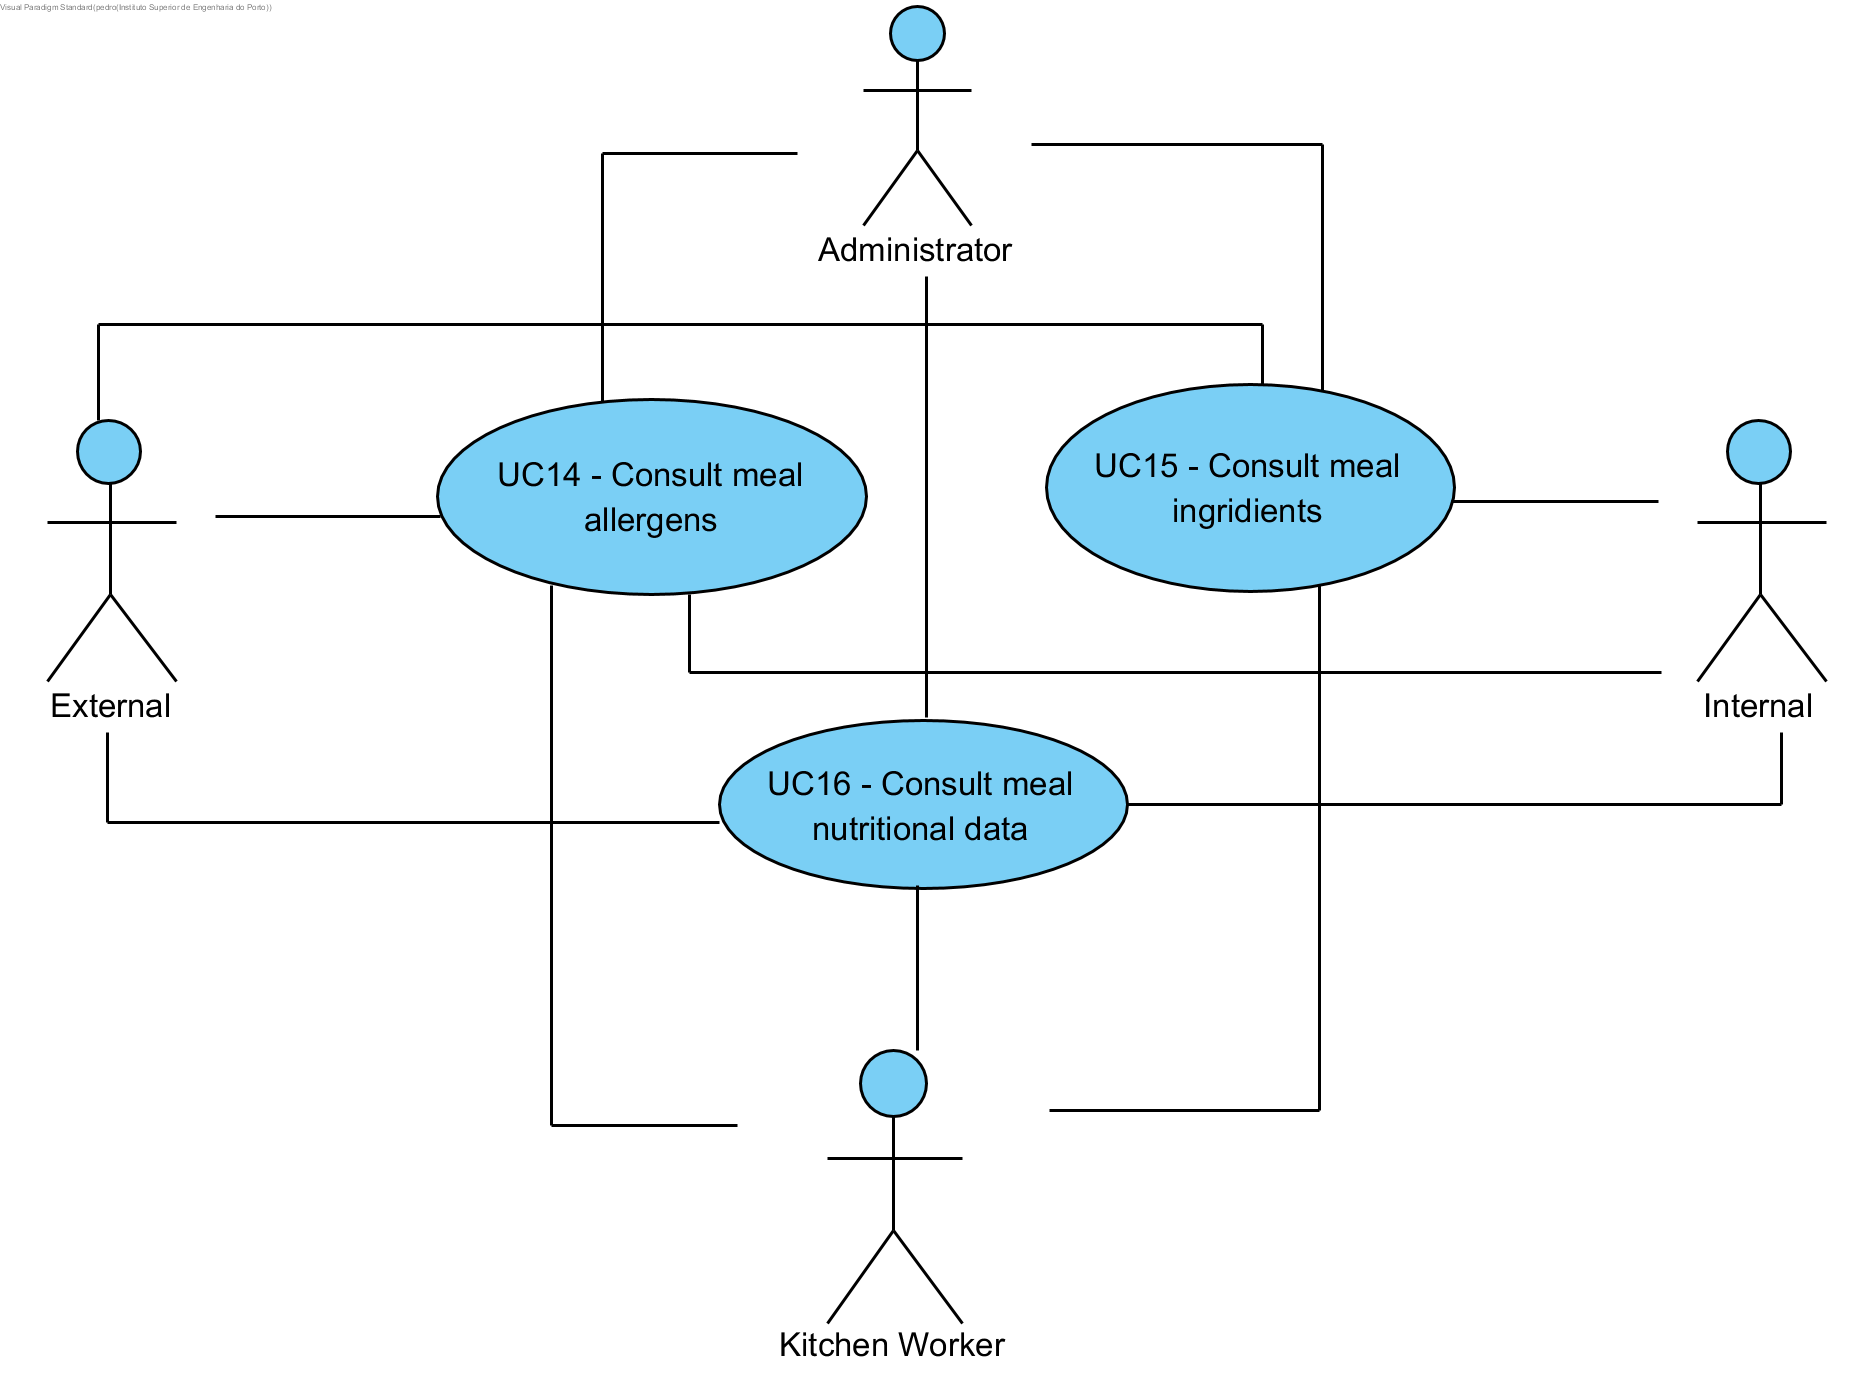 Visual Paradigm Standard(pedro(Instituto Superior de Engenharia do Porto))
Administrator
UC14 - Consult meal
allergens
UC15 - Consult meal
ingridients
External
Internal
UC16 - Consult meal
nutritional data
Kitchen Worker